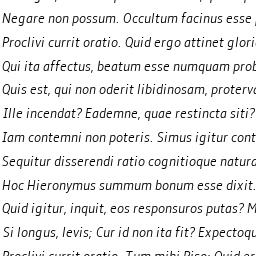 Negare non possum. Occultum facinus esse
Proclivi currit oratio. Quid ergo attinet glori
Qui ita affectus, beatum esse numquam prob
Quis est, qui non oderit libidinosam, proterv
Ille incendat? Eademne, quae restincta siti?
Iam contemni non poteris. Simus igitur cont
Sequitur disserendi ratio cognitioque natura
Hoc Hieronymus summum bonum esse dixit.
Quid igitur, inquit, eos responsuros putas? M
Si longus, levis; Cur id non ita fit? Expectoqu